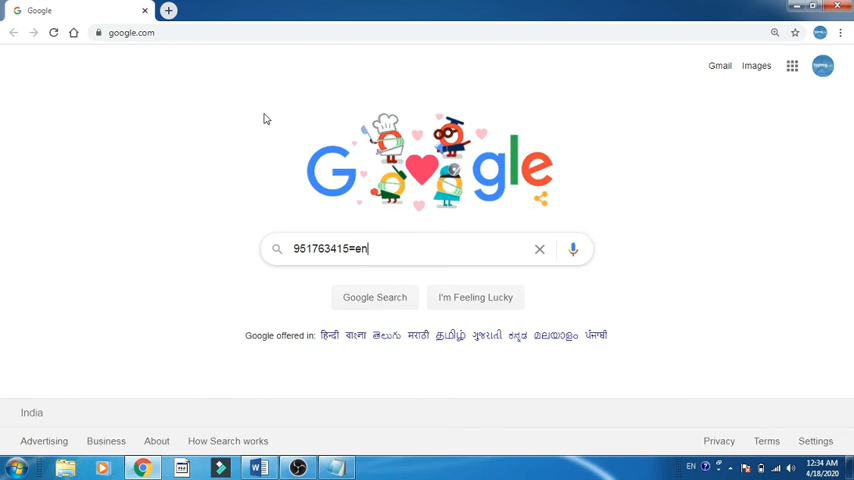 Google
google.com
Gmail Images
Google
951763415=en
Google Search I'm Feeling Lucky
Google offered in: हिन्दी বাংলা తెలుగు मराठी தமிழ் ગુજરાતી ಕನ್ನಡ മലയാളം ਪੰਜਾਬੀ
India
Advertising Business About How Search works Privacy Terms Settings
EN 12:34 AM
4/18/2020